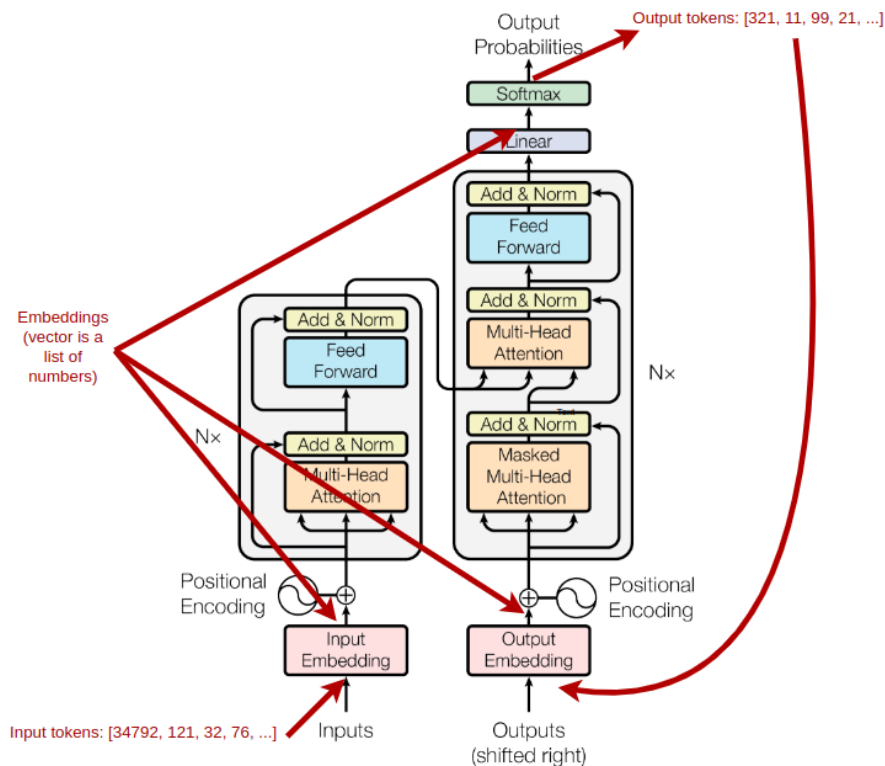 Output
Probabilities
Output tokens: [321, 11, 99, 21, ...]
Softmax
Linear
Add & Norm
Feed
Forward
Add & Norm
Multi-Head
Attention
Nx
Text
Add & Norm
Masked
Multi-Head
Attention
Embeddings
(vector is a
list of
numbers)
Add & Norm
Feed
Forward
Nx
Add & Norm
Multi-Head
Attention
Positional
Encoding
Positional
Encoding
Input
Embedding
Output
Embedding
Input tokens: [34792, 121, 32, 76, ...]
Inputs
Outputs
(shifted right)